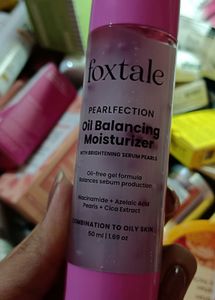 foxtale
PEARLFECTION
Oil Balancing
Moisturizer
WITH BRIGHTENING SERUM PEARLS
Oil-free gel formula
Balances sebum production
Niacinamide + Azelaic Acid
Pearls + Cica Extract
COMBINATION TO OILY SKIN
50 ml | 1.69 oz